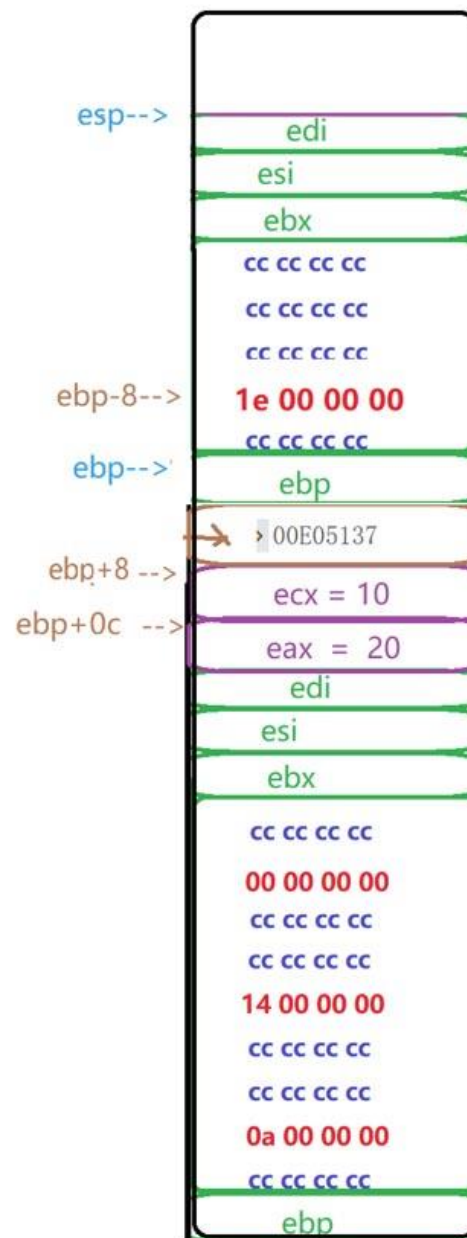 esp-->
edi
esi
ebx
cc cc cc cc
cc cc cc cc
cc cc cc cc
ebp-8-->
1e 00 00 00
cc cc cc cc
ebp-->
ebp
00E05137
ebp+8 -->
ecx = 10
ebp+0c -->
eax = 20
edi
esi
ebx
cc cc cc cc
00 00 00 00
cc cc cc cc
cc cc cc cc
14 00 00 00
cc cc cc cc
cc cc cc cc
0a 00 00 00
cc cc cc cc
ebp